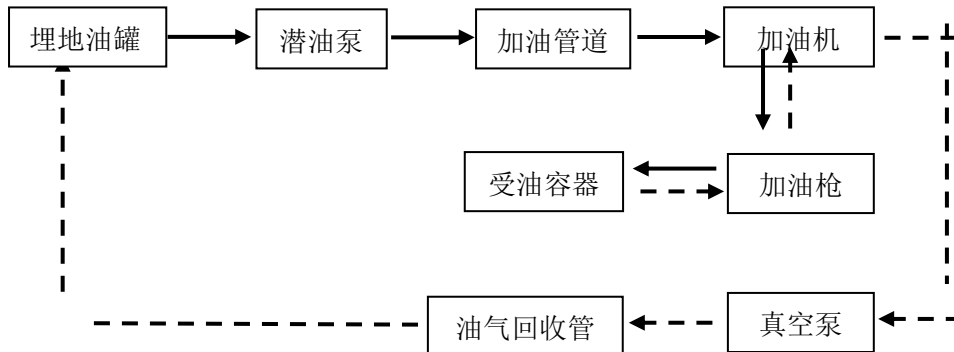 埋地油罐
潜油泵
加油管道
加油机
受油容器
加油枪
油气回收管
真空泵